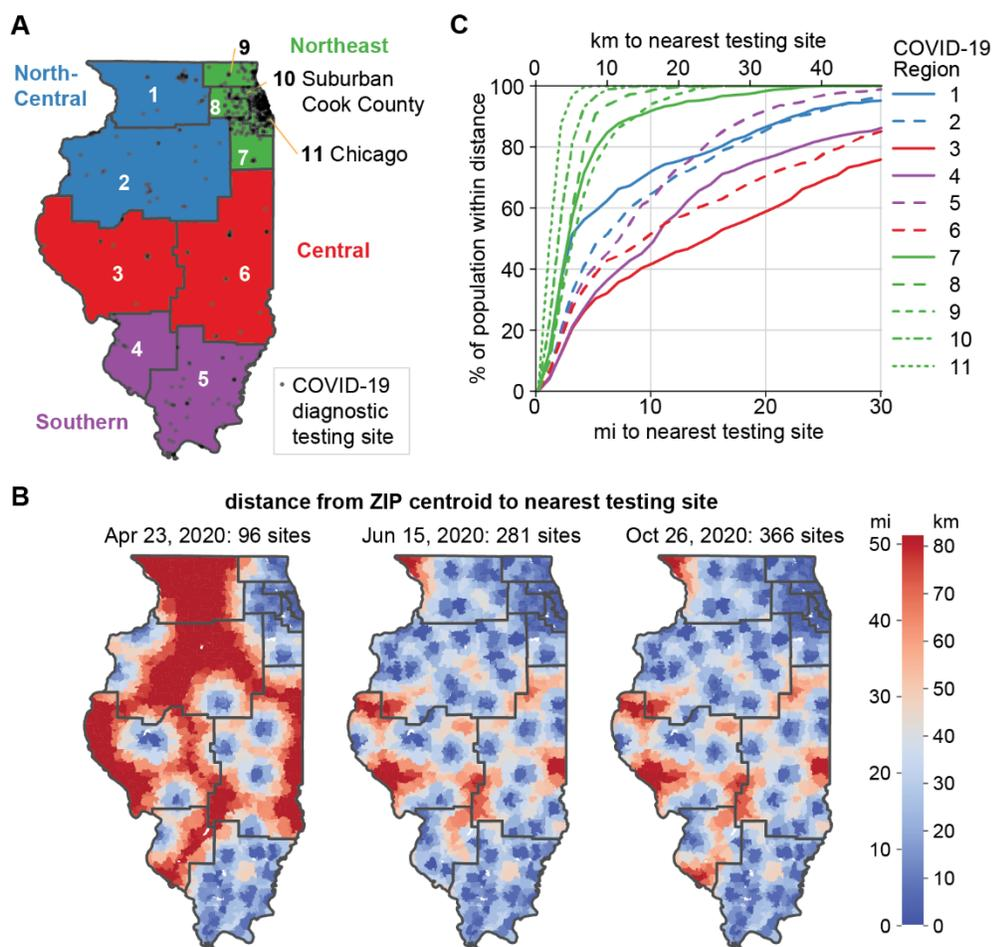 A
9
Northeast
North-
Central
10 Suburban
Cook County
1
8
11 Chicago
7
2
Central
3
6
4
5
Southern
COVID-19
diagnostic
testing site
C
km to nearest testing site
0 10 20 30 40
100
80
60
40
20
0
% of population within distance
0 10 20 30
mi to nearest testing site
COVID-19
Region
1
2
3
4
5
6
7
8
9
10
11
B
distance from ZIP centroid to nearest testing site
Apr 23, 2020: 96 sites
Jun 15, 2020: 281 sites
Oct 26, 2020: 366 sites
mi km
50
40
30
20
10
0
80
70
60
50
40
30
20
10
0